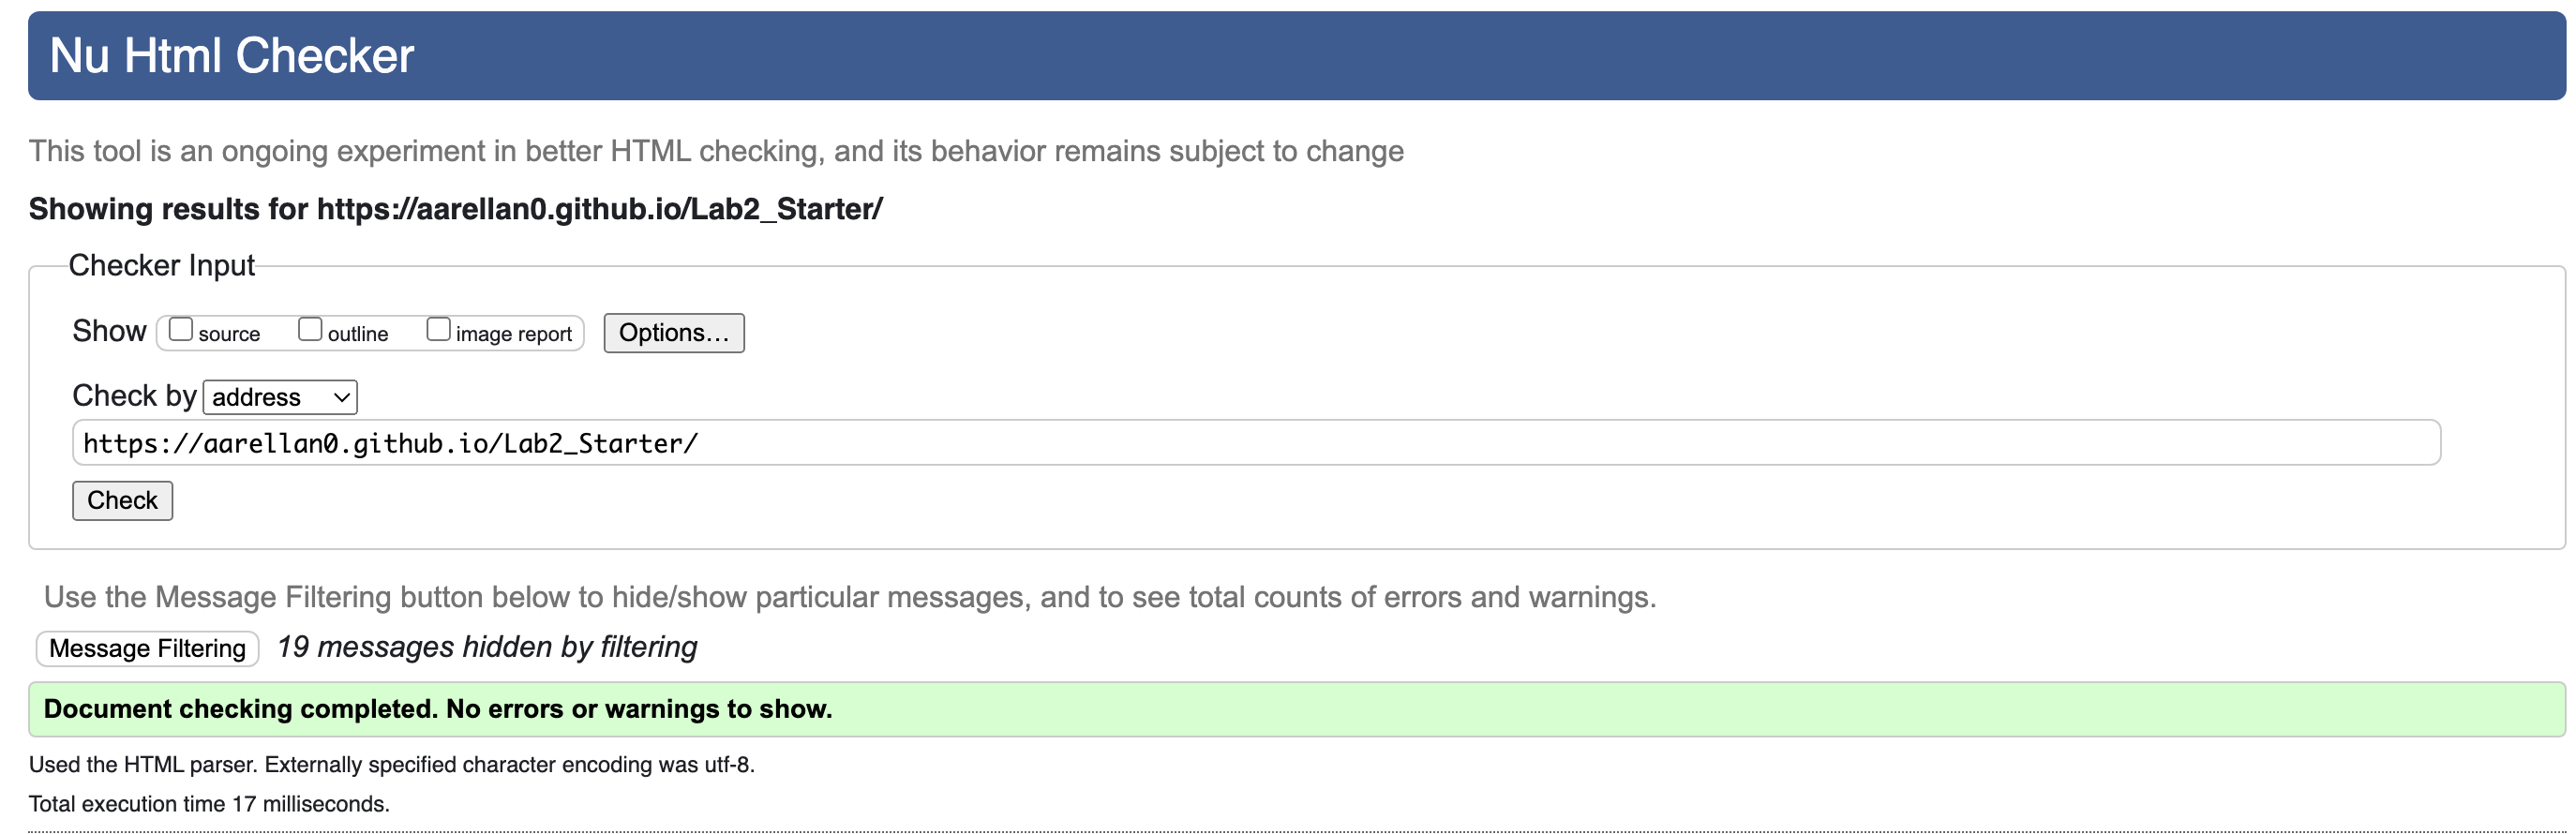 Nu Html Checker
This tool is an ongoing experiment in better HTML checking, and its behavior remains subject to change
Showing results for https://aarellan0.github.io/Lab2_Starter/
Checker Input
Show source outline image report Options...
Check by address
https://aarellan0.github.io/Lab2_Starter/
Check
Use the Message Filtering button below to hide/show particular messages, and to see total counts of errors and warnings.
Message Filtering 19 messages hidden by filtering
Document checking completed. No errors or warnings to show.
Used the HTML parser. Externally specified character encoding was utf-8.
Total execution time 17 milliseconds.